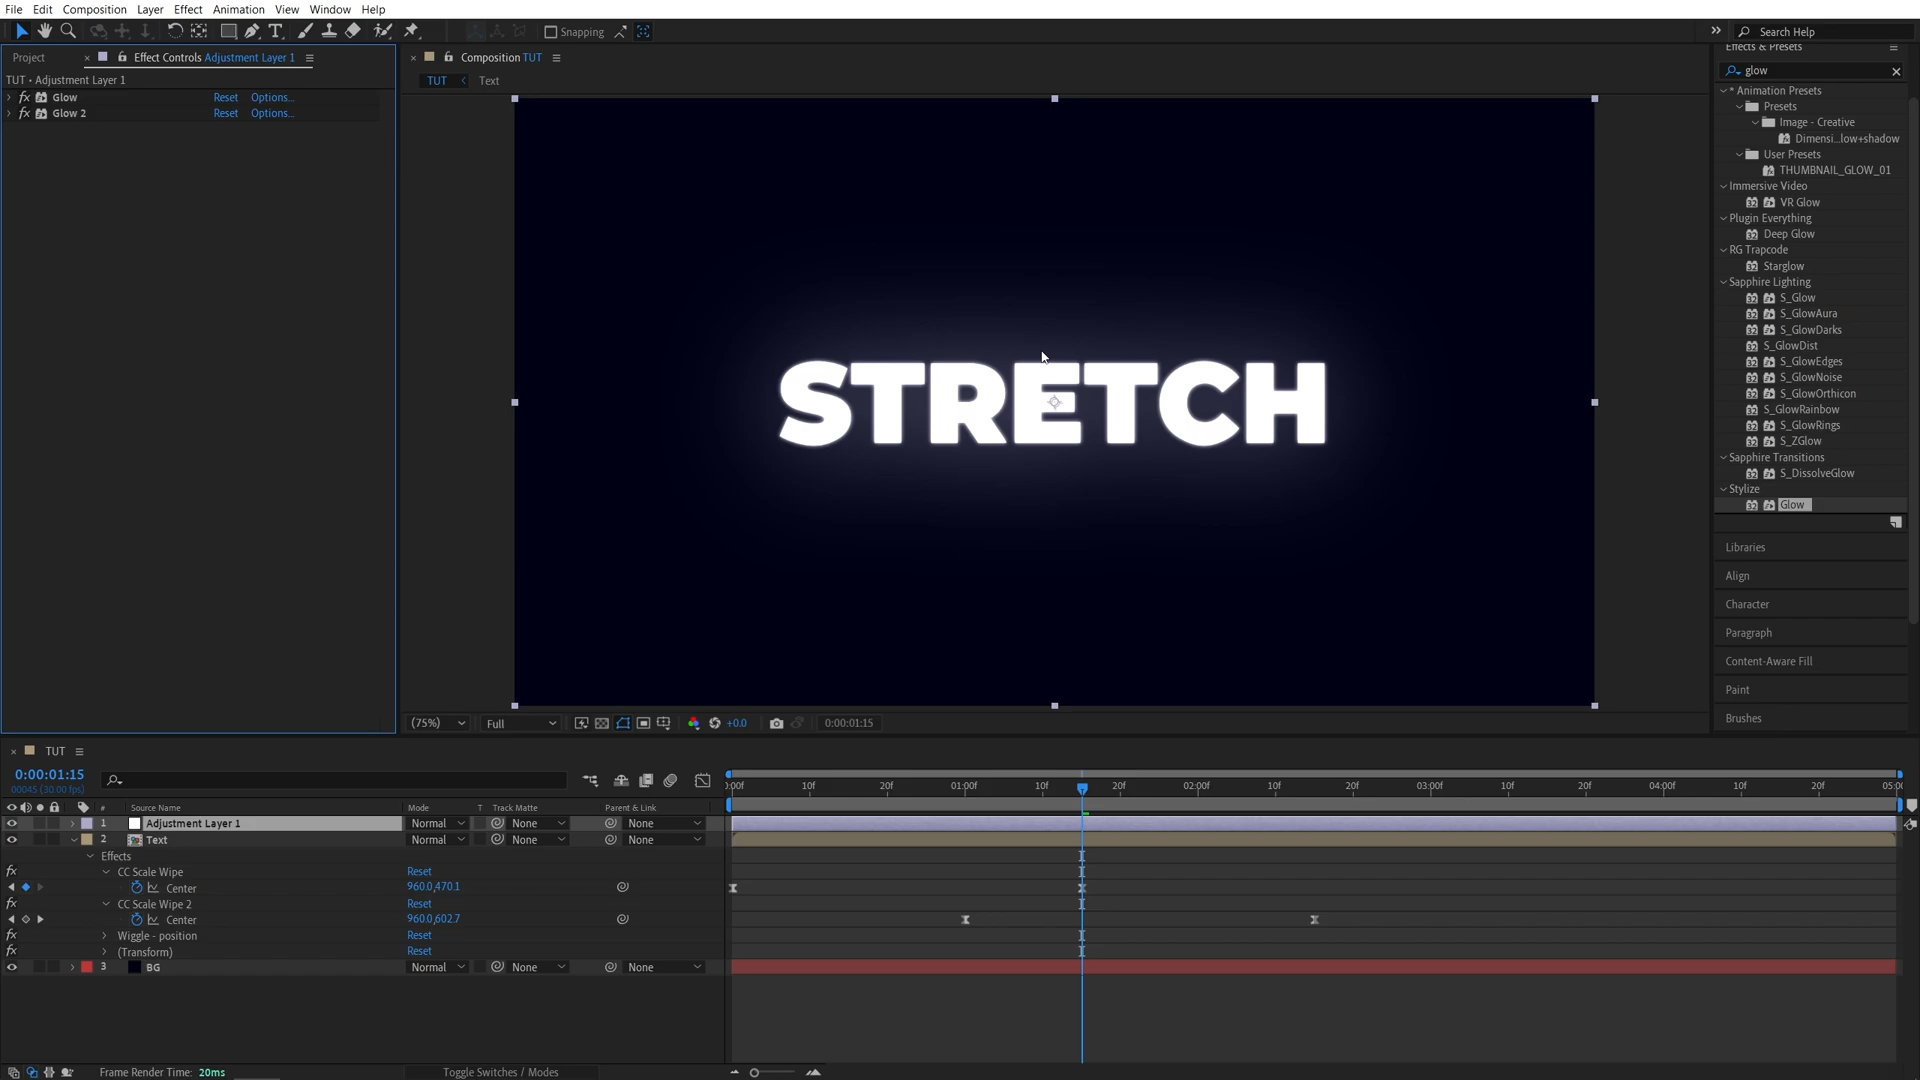 File Edit Composition Layer Effect Animation View Window Help
Snapping
Search Help
Project
Effect Controls Adjustment Layer 1
TUT • Adjustment Layer 1
fx Glow Reset Options...
fx Glow 2 Reset Options...
Composition TUT
TUT Text
STRETCH
(75%) Full +0.0 0:00:01:15
Effects & Presets
glow
* Animation Presets
Presets
Image - Creative
Dimensi...low+shadow
User Presets
THUMBNAIL_GLOW_01
Immersive Video
VR Glow
Plugin Everything
Deep Glow
RG Trapcode
Starglow
Sapphire Lighting
S_Glow
S_GlowAura
S_GlowDarks
S_GlowDist
S_GlowEdges
S_GlowNoise
S_GlowOrthicon
S_GlowRainbow
S_GlowRings
S_ZGlow
Sapphire Transitions
S_DissolveGlow
Stylize
Glow
Libraries
Align
Character
Paragraph
Content-Aware Fill
Paint
Brushes
TUT
0:00:01:15
00045 (30.00 fps)
:00f 10f 20f 01:00f 10f 20f 02:00f 10f 20f 03:00f 10f 20f 04:00f 10f 20f 05:00
# Source Name Mode T Track Matte Parent & Link
1 Adjustment Layer 1 Normal None None
2 Text Normal None None
Effects
fx CC Scale Wipe Reset
Center 960.0,470.1
fx CC Scale Wipe 2 Reset
Center 960.0,602.7
fx Wiggle - position Reset
fx (Transform) Reset
3 BG Normal None None
Frame Render Time: 20ms
Toggle Switches / Modes